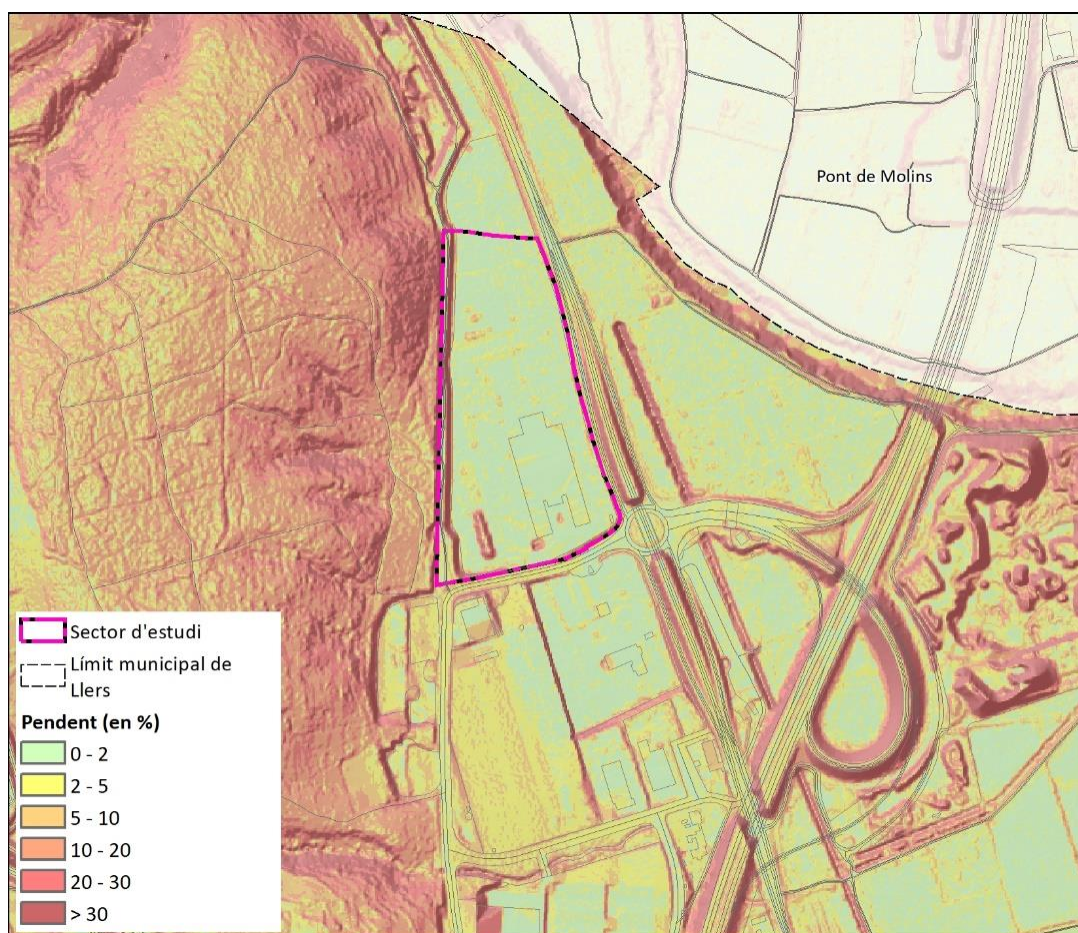 Pont de Molins
Sector d'estudi
Límit municipal de
Llers
Pendent (en %)
0 - 2
2 - 5
5 - 10
10 - 20
20 - 30
> 30